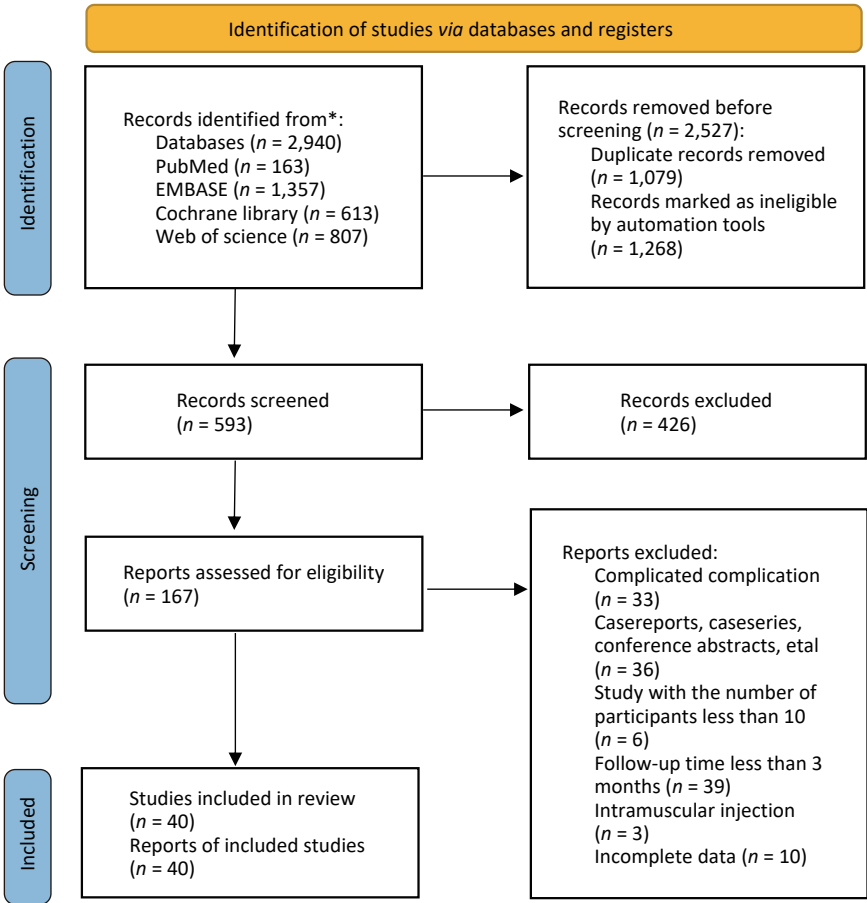 Identification of studies via databases and registers
Identification
Records identified from*:
Databases (n = 2,940)
PubMed (n = 163)
EMBASE (n = 1,357)
Cochrane library (n = 613)
Web of science (n = 807)
Records removed before
screening (n = 2,527):
Duplicate records removed
(n = 1,079)
Records marked as ineligible
by automation tools
(n = 1,268)
Screening
Records screened
(n = 593)
Records excluded
(n = 426)
Reports assessed for eligibility
(n = 167)
Reports excluded:
Complicated complication
(n = 33)
Casereports, caseseries,
conference abstracts, etal
(n = 36)
Study with the number of
participants less than 10
(n = 6)
Follow-up time less than 3
months (n = 39)
Intramuscular injection
(n = 3)
Incomplete data (n = 10)
Included
Studies included in review
(n = 40)
Reports of included studies
(n = 40)